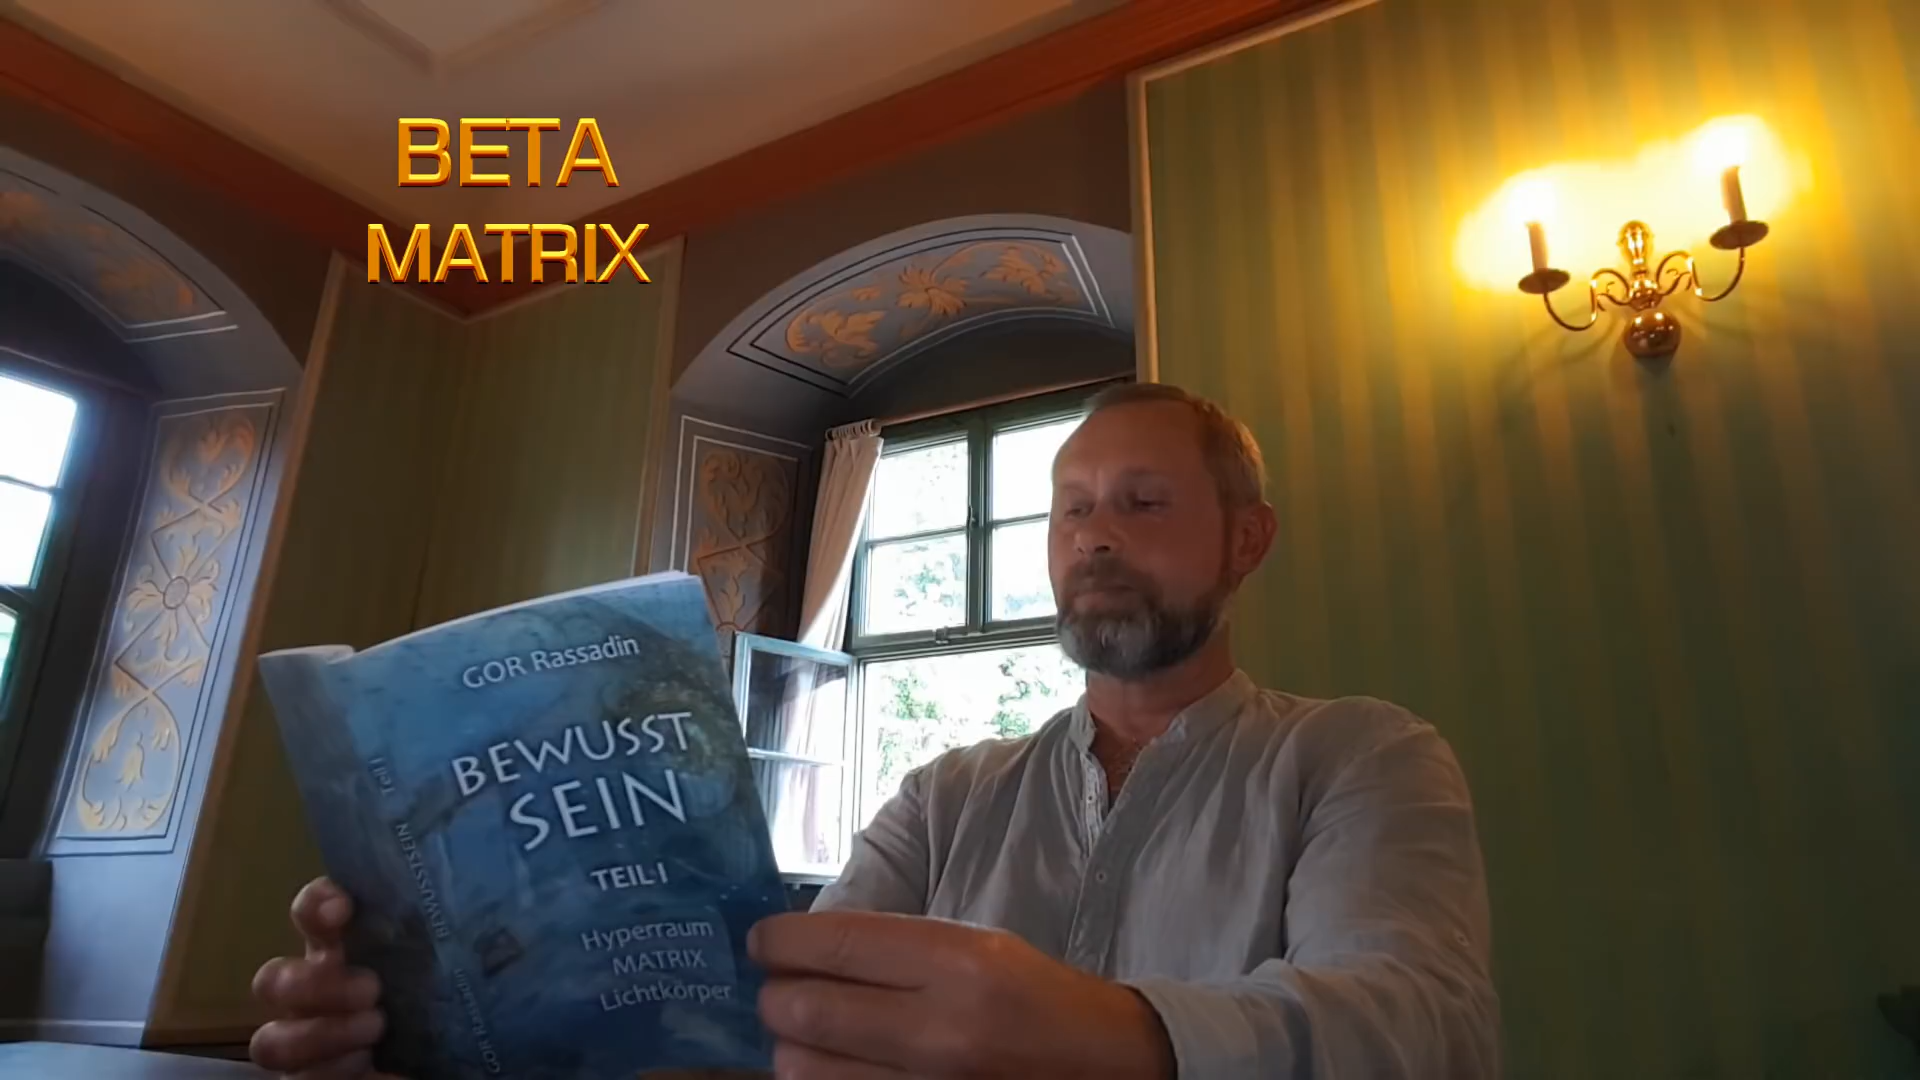 BETA
MATRIX
GOR Rassadin
BEWUSST
SEIN
TEIL I
Hyperraum
MATRIX
Lichtkörper
Teil I BEWUSSTSEIN GOR Rassadin